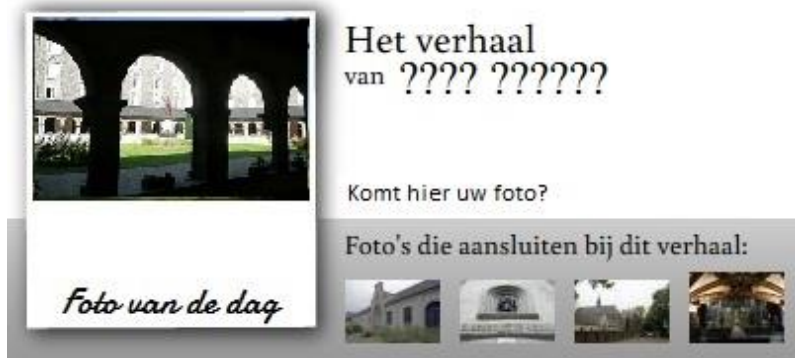 Het verhaal
van ???? ??????
Komt hier uw foto?
Foto's die aansluiten bij dit verhaal:
Foto van de dag